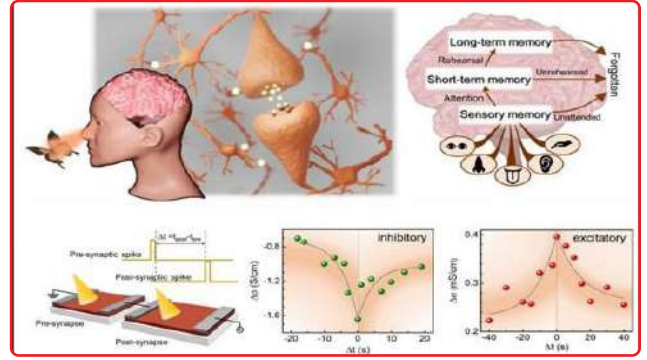 Long-term memory
Rehearsal
Short-term memory
Unrehearsed
Attention
Sensory memory
Unattended
Forgotten
Pre-synaptic spike
Post-synaptic spike
Pre-synapse
Post-synapse
inhibitory
-0.8
-1.2
-1.6
-20 -10 0 10 20
Δt (s)
excitatory
0.4
0.3
0.2
-40 -20 0 20 40
Δt (s)